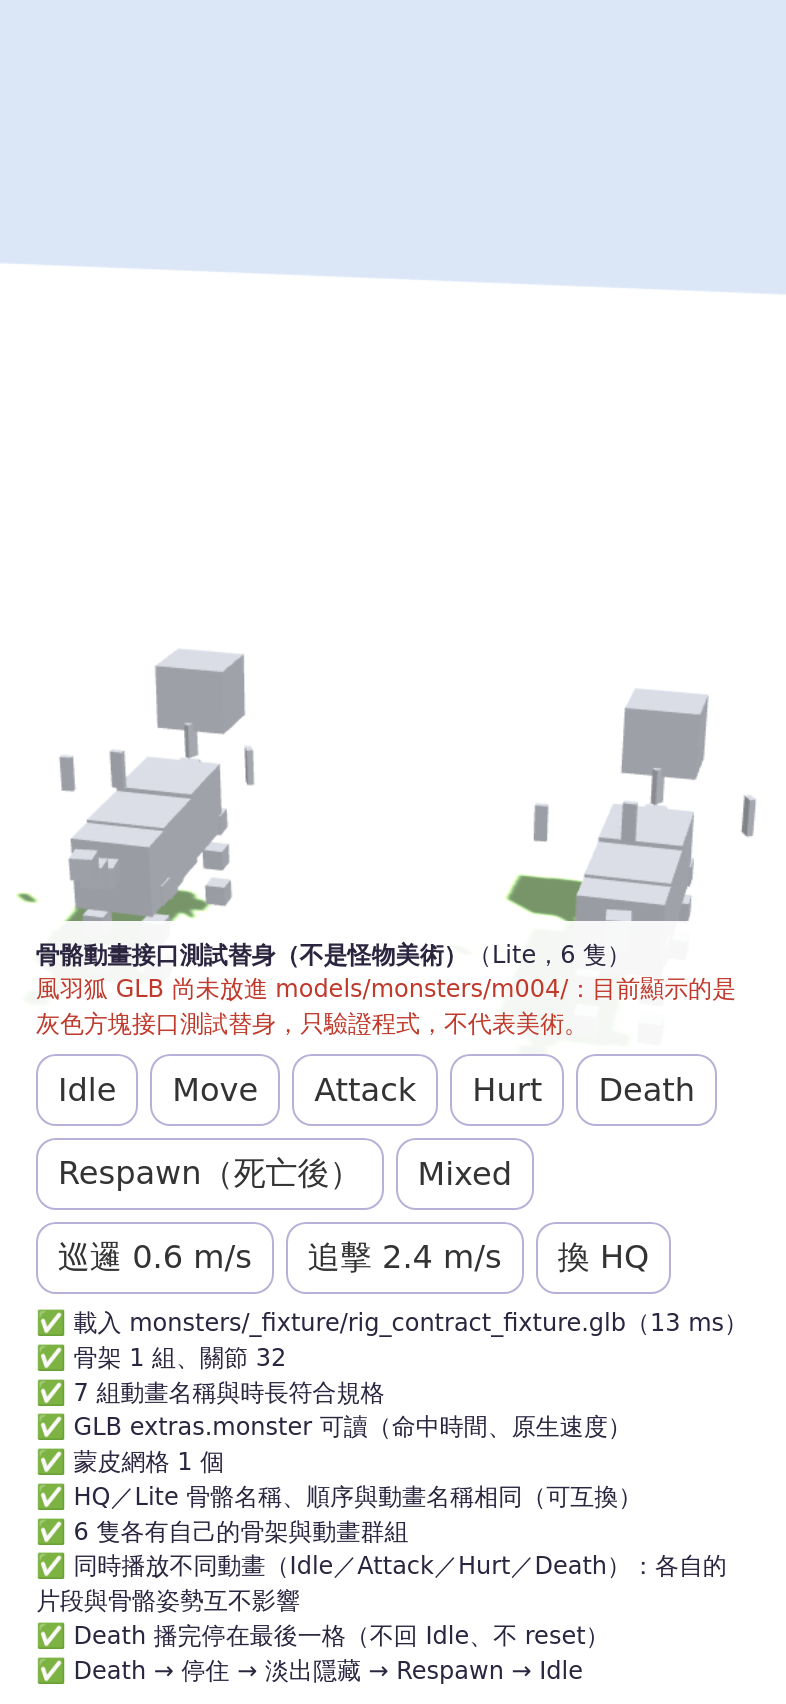 骨骼動畫接口測試替身（不是怪物美術）（Lite，6 隻）
風羽狐 GLB 尚未放進 models/monsters/m004/：目前顯示的是
灰色方塊接口測試替身，只驗證程式，不代表美術。
Idle Move Attack Hurt Death
Respawn（死亡後） Mixed
巡邏 0.6 m/s 追擊 2.4 m/s 換 HQ
✅ 載入 monsters/_fixture/rig_contract_fixture.glb（13 ms）
✅ 骨架 1 組、關節 32
✅ 7 組動畫名稱與時長符合規格
✅ GLB extras.monster 可讀（命中時間、原生速度）
✅ 蒙皮網格 1 個
✅ HQ／Lite 骨骼名稱、順序與動畫名稱相同（可互換）
✅ 6 隻各有自己的骨架與動畫群組
✅ 同時播放不同動畫（Idle／Attack／Hurt／Death）：各自的
片段與骨骼姿勢互不影響
✅ Death 播完停在最後一格（不回 Idle、不 reset）
✅ Death → 停住 → 淡出隱藏 → Respawn → Idle